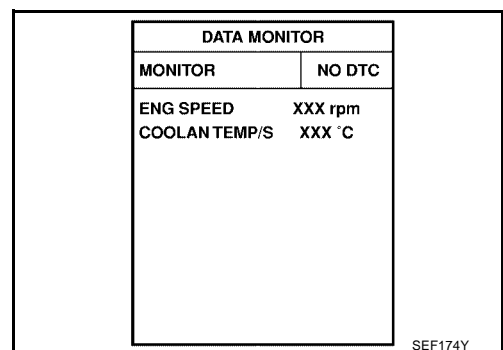 DATA MONITOR
MONITOR NO DTC
ENG SPEED XXX rpm
COOLAN TEMP/S XXX °C
SEF174Y